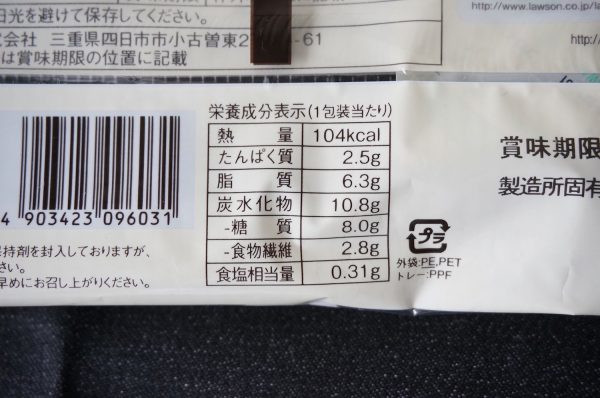 日光を避けて保存してください。
http://www.lawson.co.jp/la
式会社 三重県四日市市小古曽東2 -61
http:/
は賞味期限の位置に記載
栄養成分表示(1包装当たり)
熱 量 104kcal
たんぱく質 2.5g
脂 質 6.3g
炭水化物 10.8g
-糖 質 8.0g
-食物繊維 2.8g
食塩相当量 0.31g
4 903423 096031
保持剤を封入しておりますが、
さい。
早めにお召し上がりください。
賞味期限
製造所固有
プラ
外袋:PE,PET
トレー:PPF